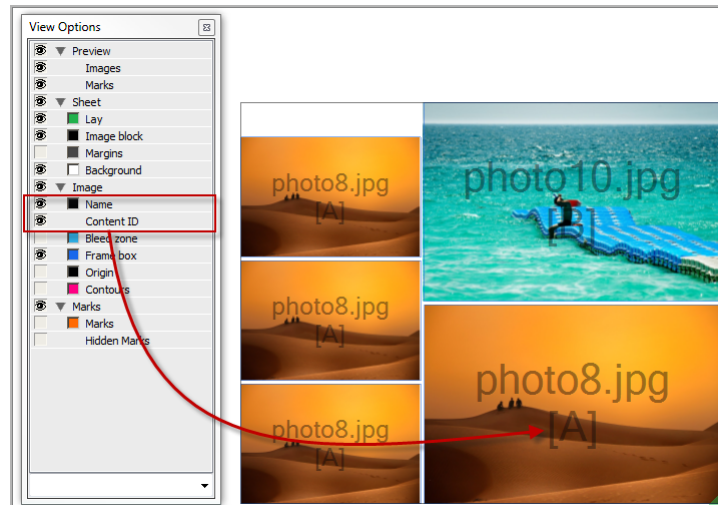 View Options
Preview
Images
Marks
Sheet
Lay
Image block
Margins
Background
Image
Name
Content ID
Bleed zone
Frame box
Origin
Contours
Marks
Marks
Hidden Marks
photo8.jpg
[A]
photo8.jpg
[A]
photo8.jpg
[A]
photo10.jpg
[B]
photo8.jpg
[A]